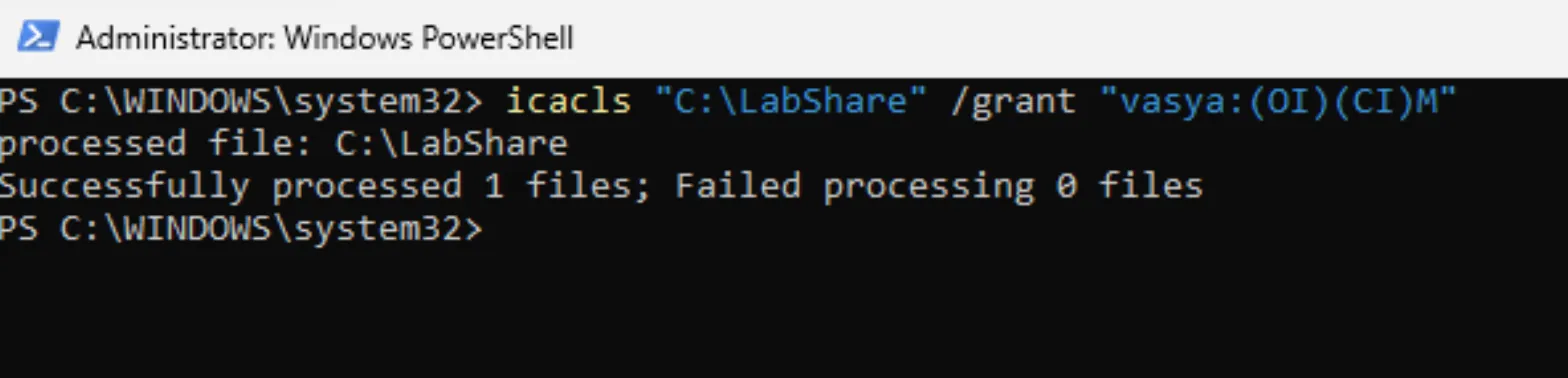 Administrator: Windows PowerShell
PS C:\WINDOWS\system32> icacls "C:\LabShare" /grant "vasya:(OI)(CI)M"
processed file: C:\LabShare
Successfully processed 1 files; Failed processing 0 files
PS C:\WINDOWS\system32>